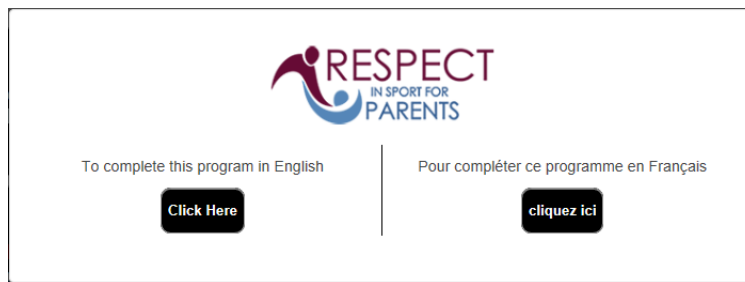 RESPECT
IN SPORT FOR
PARENTS
To complete this program in English
Click Here
Pour compléter ce programme en Français
cliquez ici